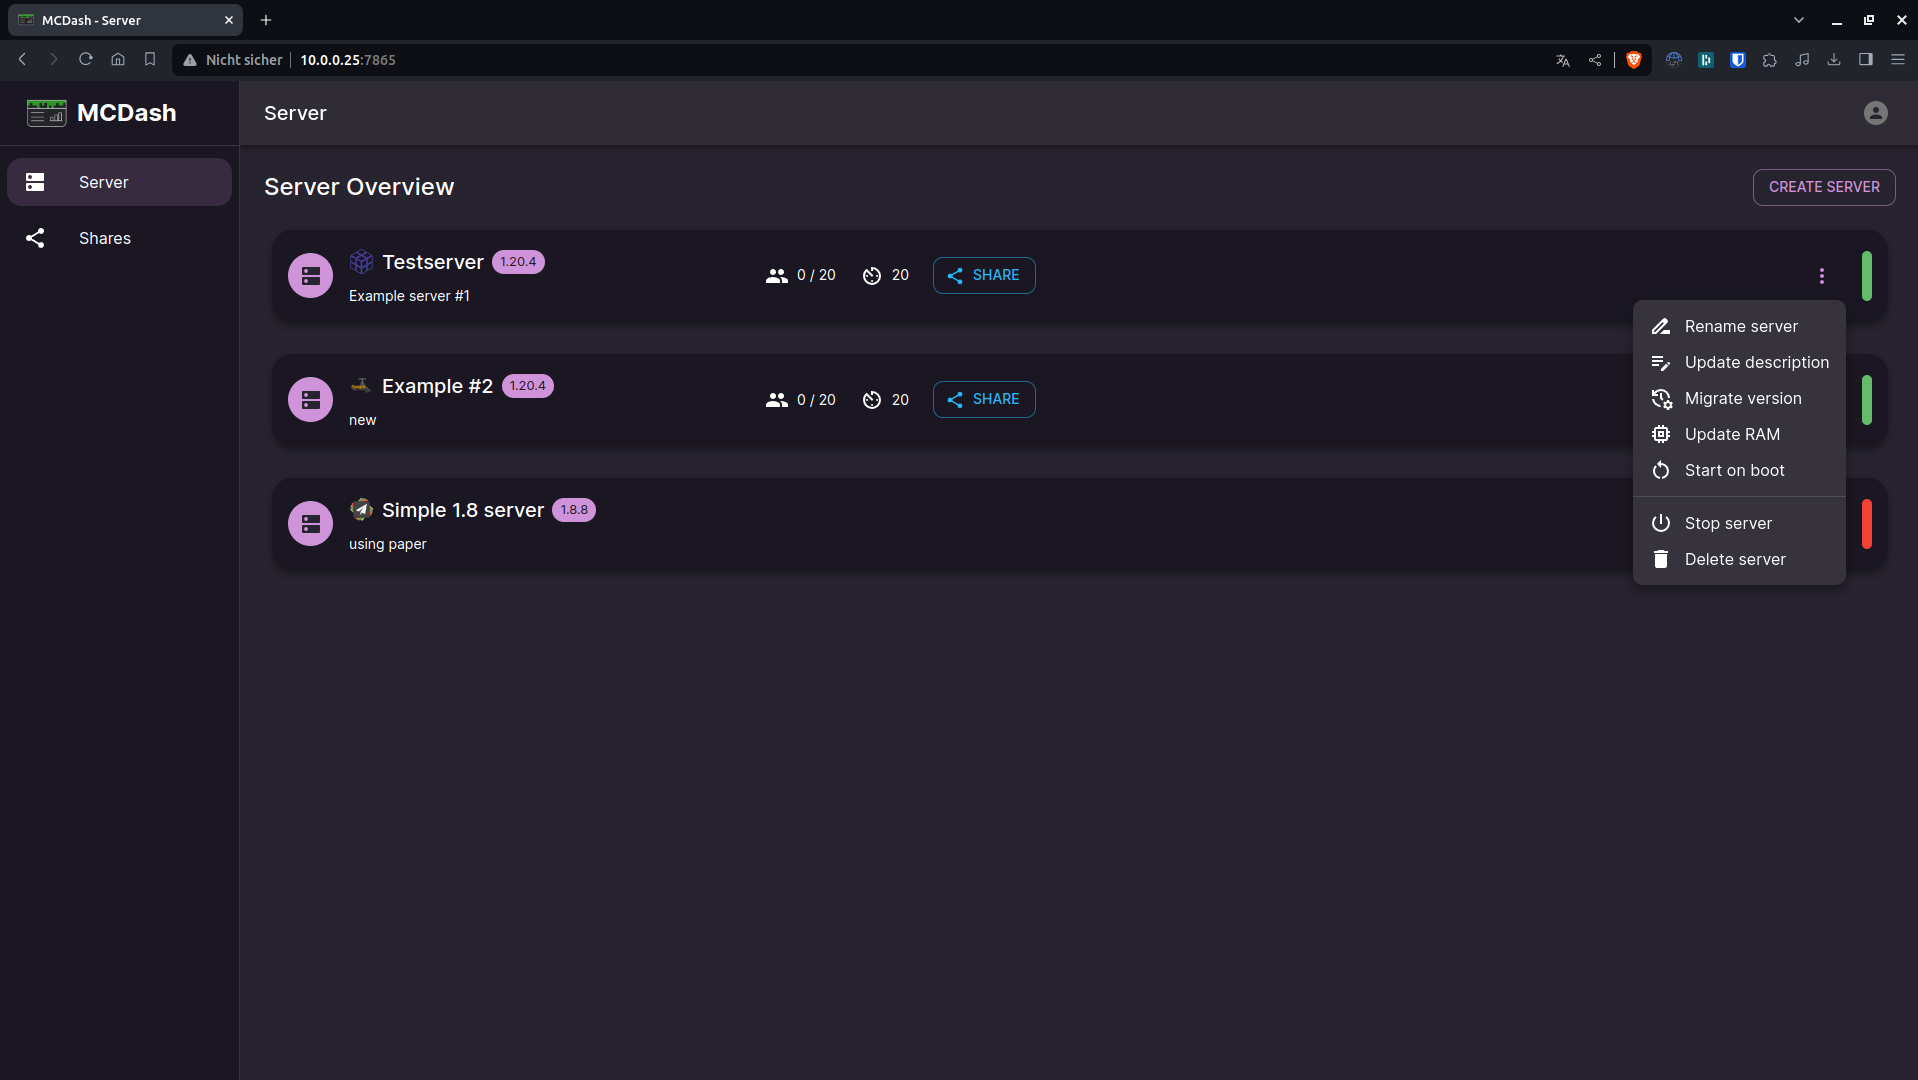 MCDash - Server
Nicht sicher
10.0.0.25:7865
MCDash
Server
Server
Shares
Server Overview
CREATE SERVER
Testserver 1.20.4
Example server #1
0 / 20
20
SHARE
Example #2 1.20.4
new
0 / 20
20
SHARE
Simple 1.8 server 1.8.8
using paper
Rename server
Update description
Migrate version
Update RAM
Start on boot
Stop server
Delete server